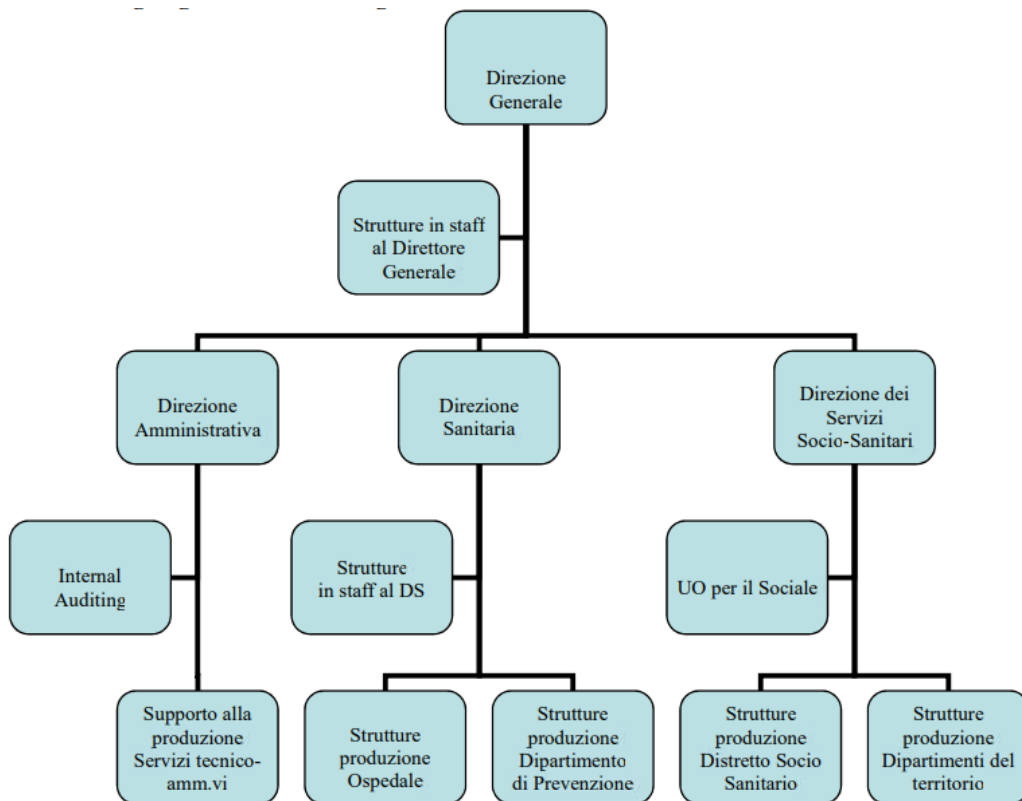 Direzione
Generale
Strutture in staff
al Direttore
Generale
Direzione
Amministrativa
Direzione
Sanitaria
Direzione dei
Servizi
Socio-Sanitari
Internal
Auditing
Strutture
in staff al DS
UO per il Sociale
Supporto alla
produzione
Servizi tecnico-
amm.vi
Strutture
produzione
Ospedale
Strutture
produzione
Dipartimento
di Prevenzione
Strutture
produzione
Distretto Socio
Sanitario
Strutture
produzione
Dipartimenti del
territorio